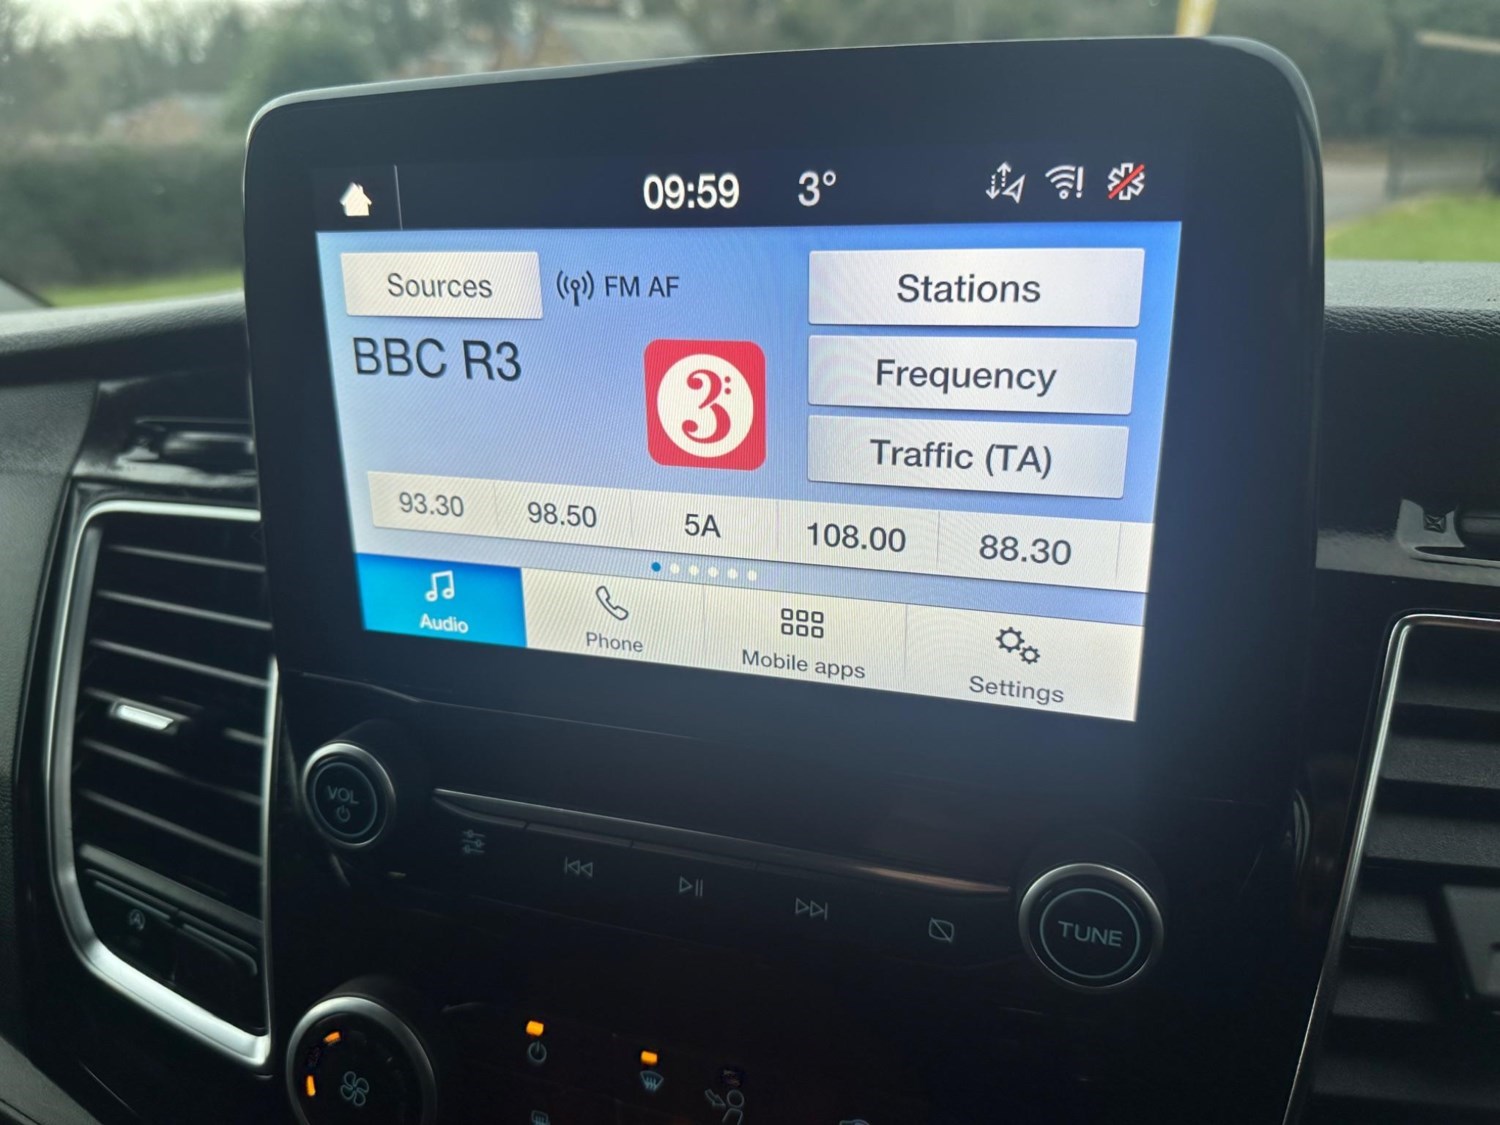 09:59 3°
Sources FM AF Stations
BBC R3
3
Frequency
Traffic (TA)
93.30 98.50 5A 108.00 88.30
Audio Phone Mobile apps Settings
VOL
TUNE